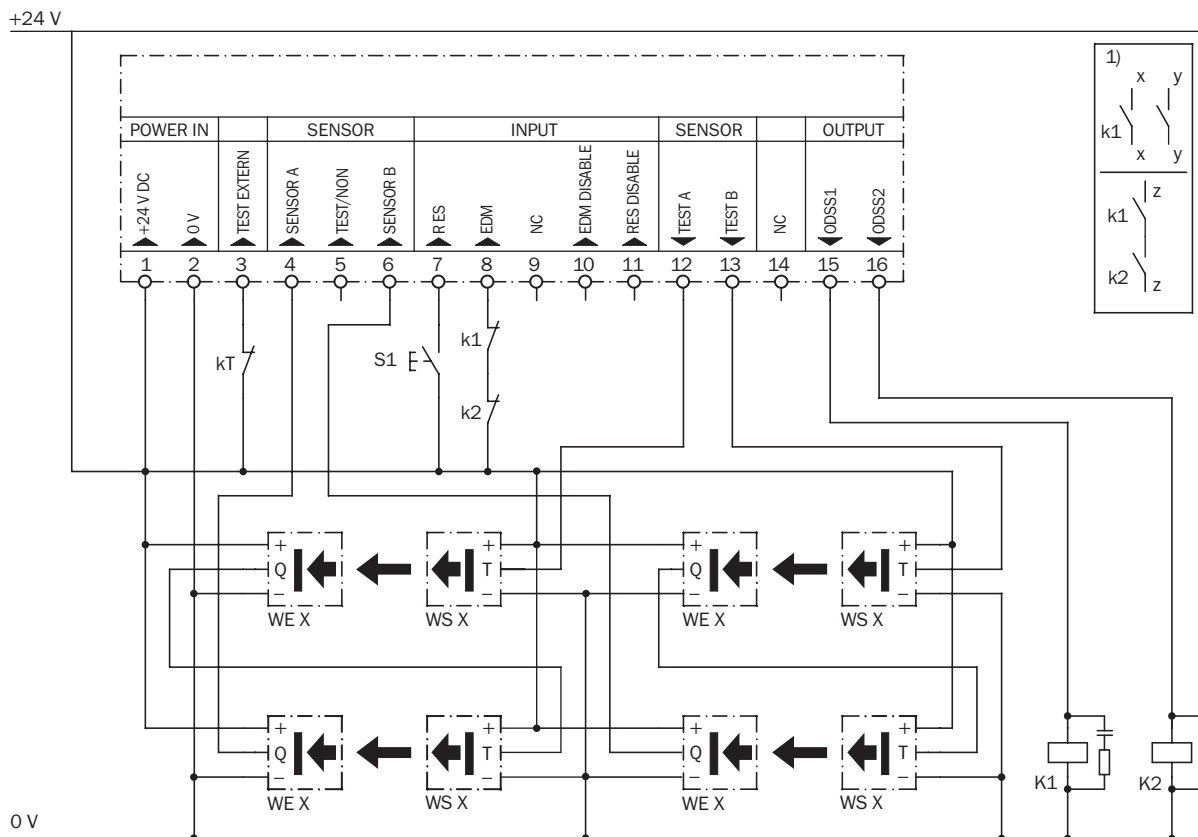 +24 V
1)
x y
k1
x y
z
k1
k2
z
POWER IN SENSOR INPUT SENSOR OUTPUT
+24 V DC
0 V
TEST EXTERN
SENSOR A
TEST/NON
SENSOR B
RES
EDM
NC
EDM DISABLE
RES DISABLE
TEST A
TEST B
NC
ODSS1
ODSS2
1 2 3 4 5 6 7 8 9 10 11 12 13 14 15 16
kT
S1
k1
k2
+ + + +
Q T Q T
– – – –
WE X WS X WE X WS X
+ + + +
Q T Q T
– – – –
WE X WS X WE X WS X
K1 K2
0 V